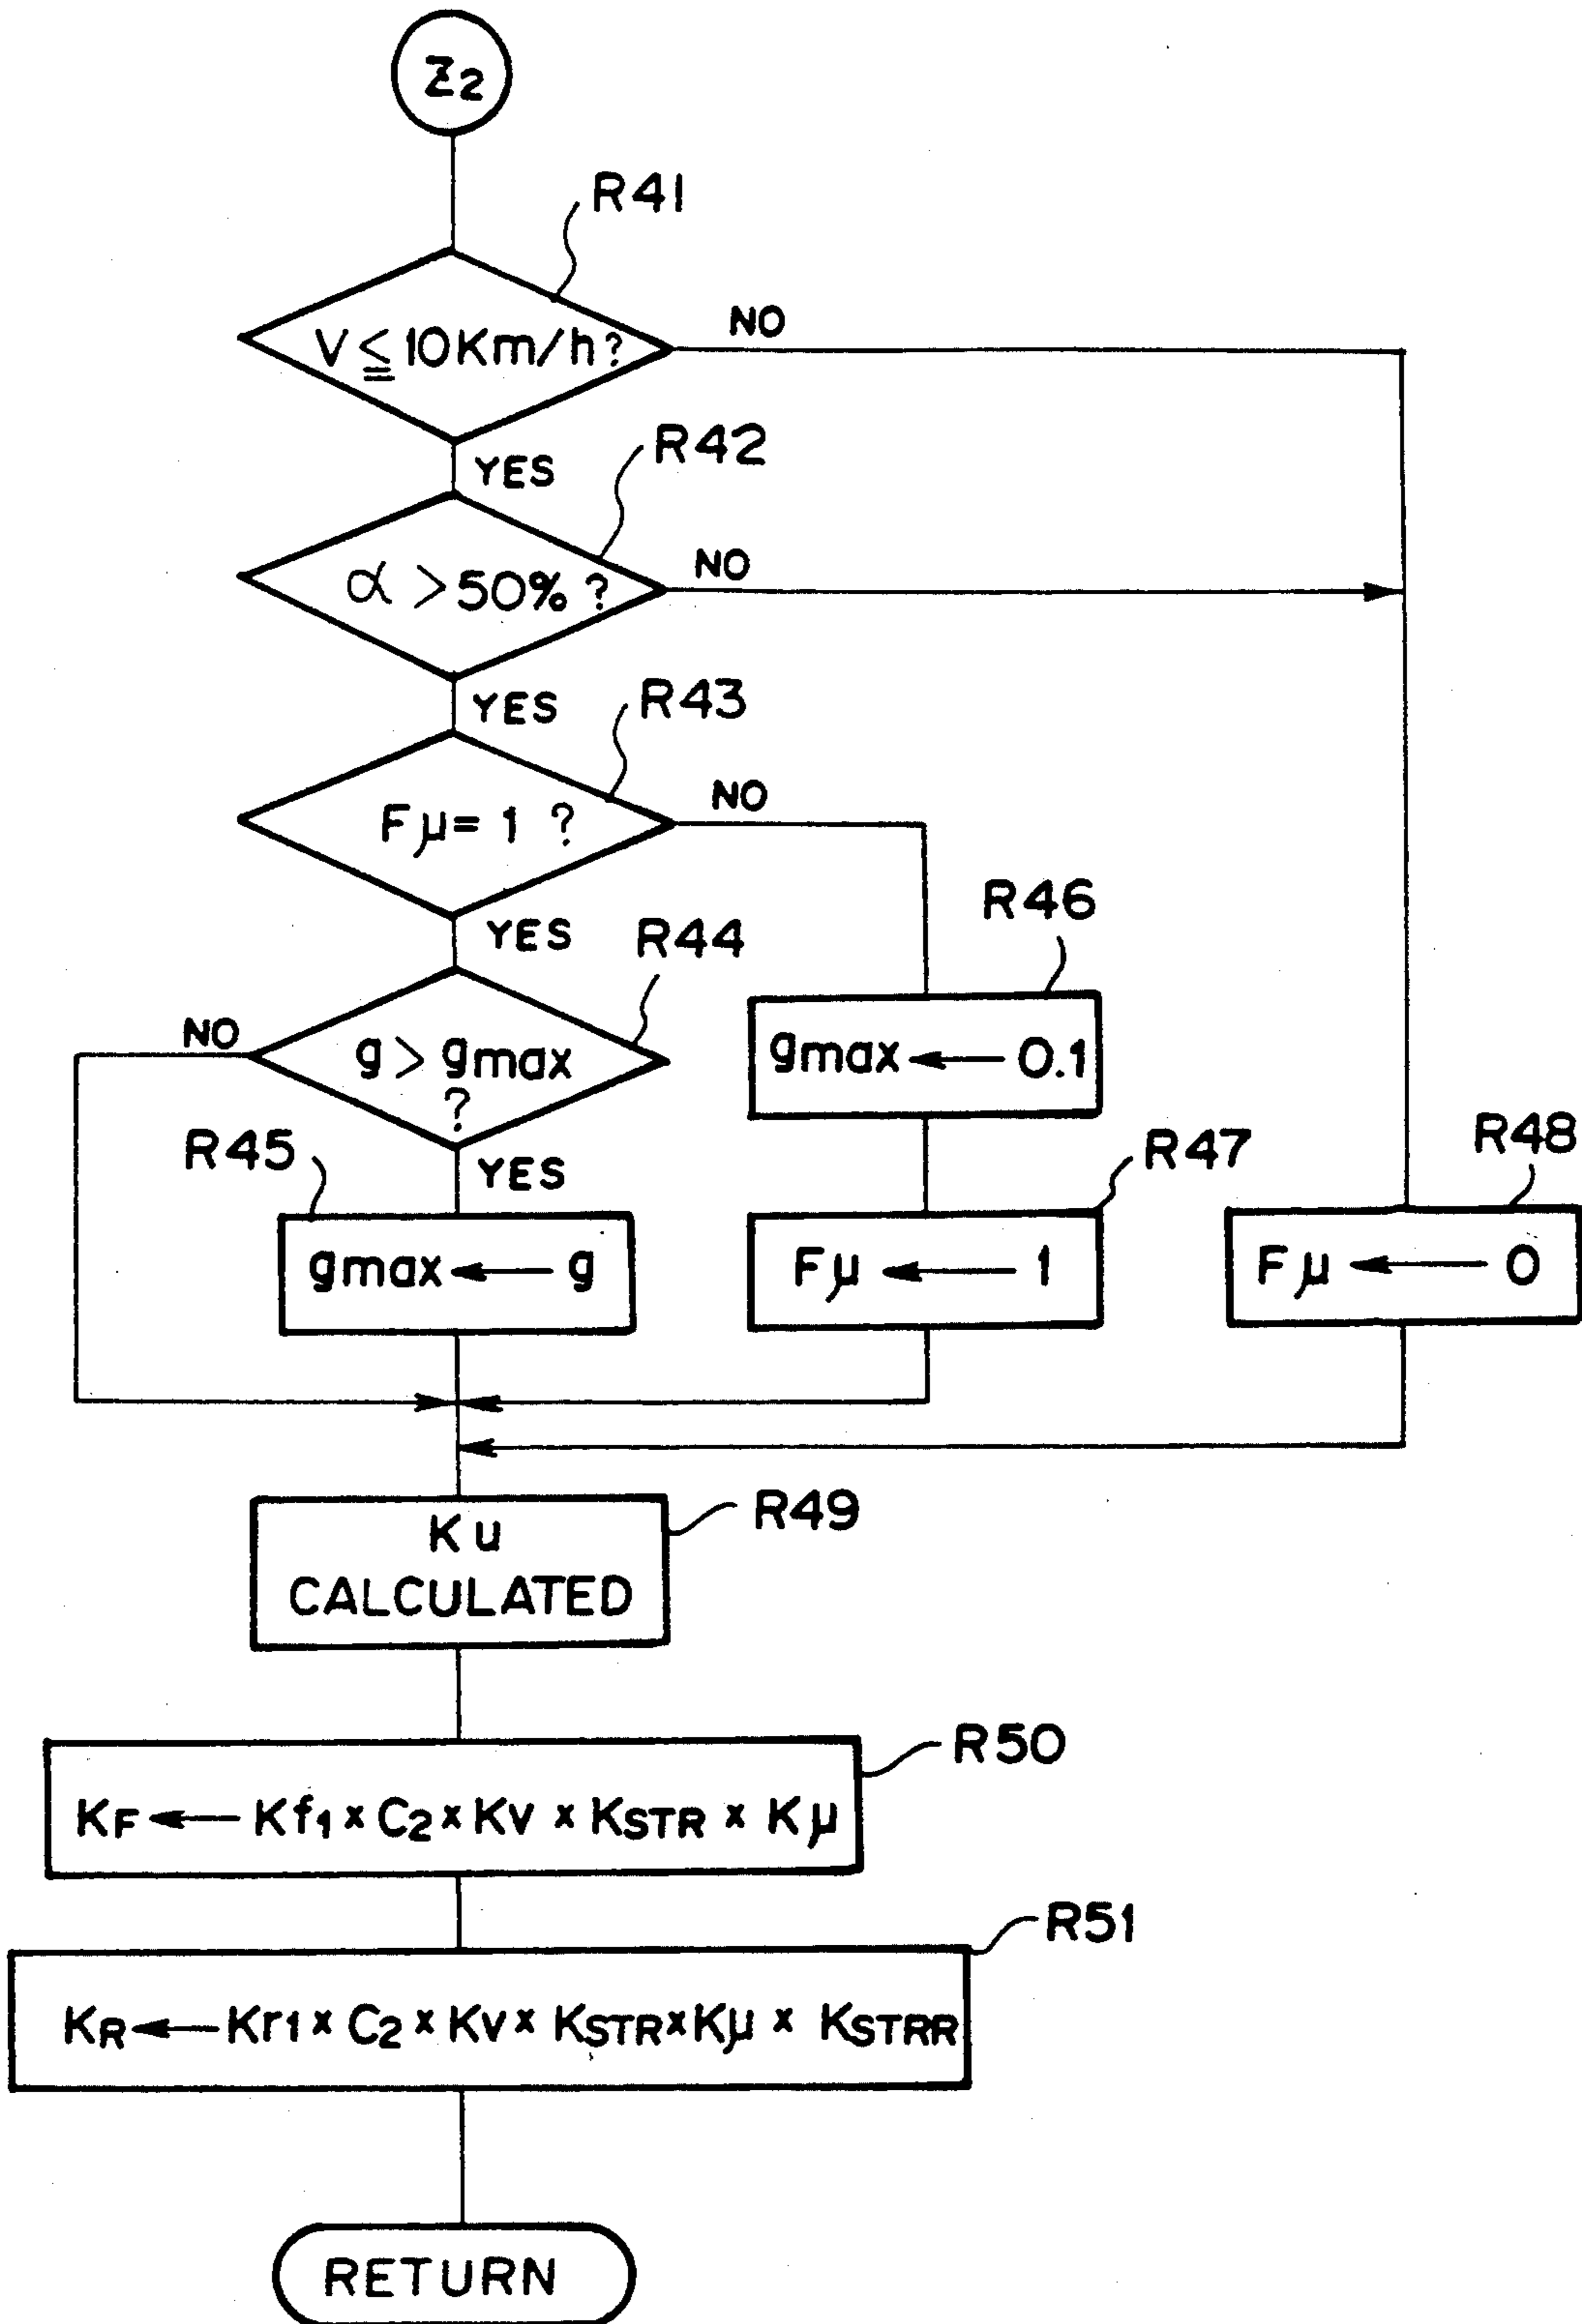 Z2
R41
V ≦ 10Km/h?
NO
YES
R42
α > 50% ?
NO
YES
R43
Fμ = 1 ?
NO
YES
R44
R46
NO
g > gmax
?
gmax ← 0.1
R45
YES
R47
R48
gmax ← g
Fμ ← 1
Fμ ← 0
R49
Ku
CALCULATED
R50
KF ← Kf1 × C2 × KV × KSTR × Kμ
R51
KR ← Kr1 × C2 × KV × KSTR × Kμ × KSTRR
RETURN